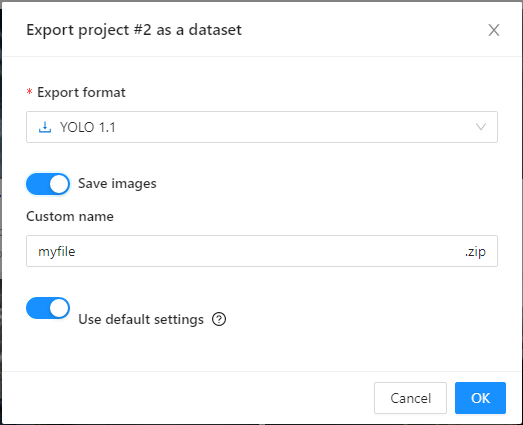 Export project #2 as a dataset
* Export format
YOLO 1.1
Save images
Custom name
myfile .zip
Use default settings
Cancel OK